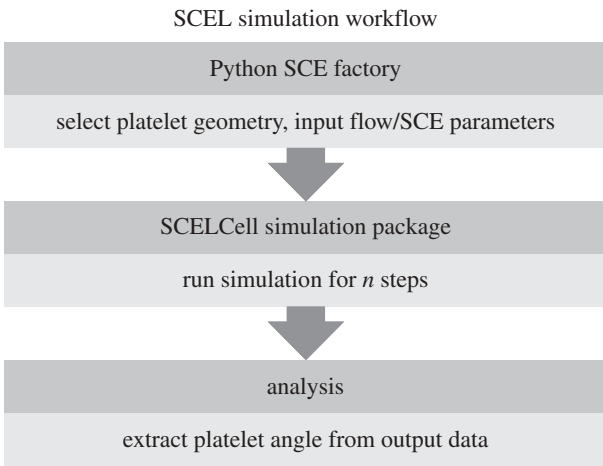 SCEL simulation workflow
Python SCE factory
select platelet geometry, input flow/SCE parameters
SCELCell simulation package
run simulation for n steps
analysis
extract platelet angle from output data